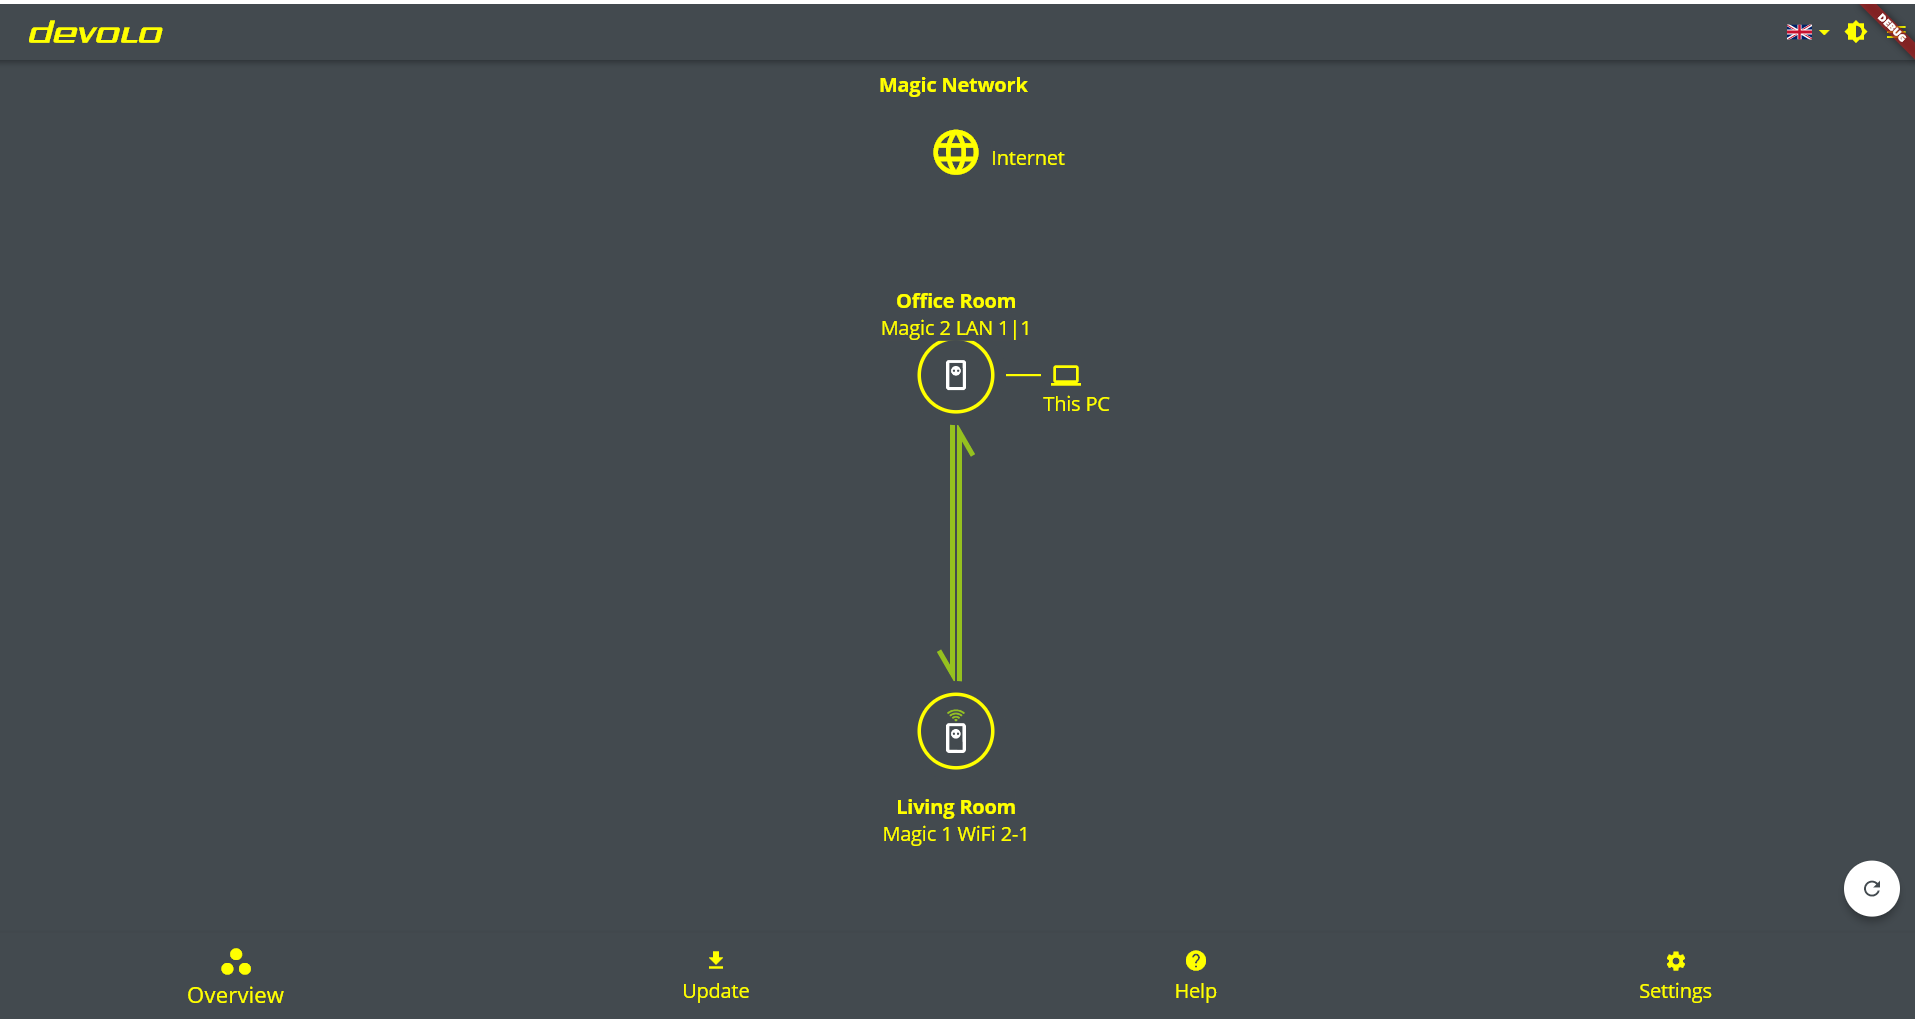 devolo
DEBUG
Magic Network
Internet
Office Room
Magic 2 LAN 1|1
This PC
Living Room
Magic 1 WiFi 2-1
Overview
Update
Help
Settings